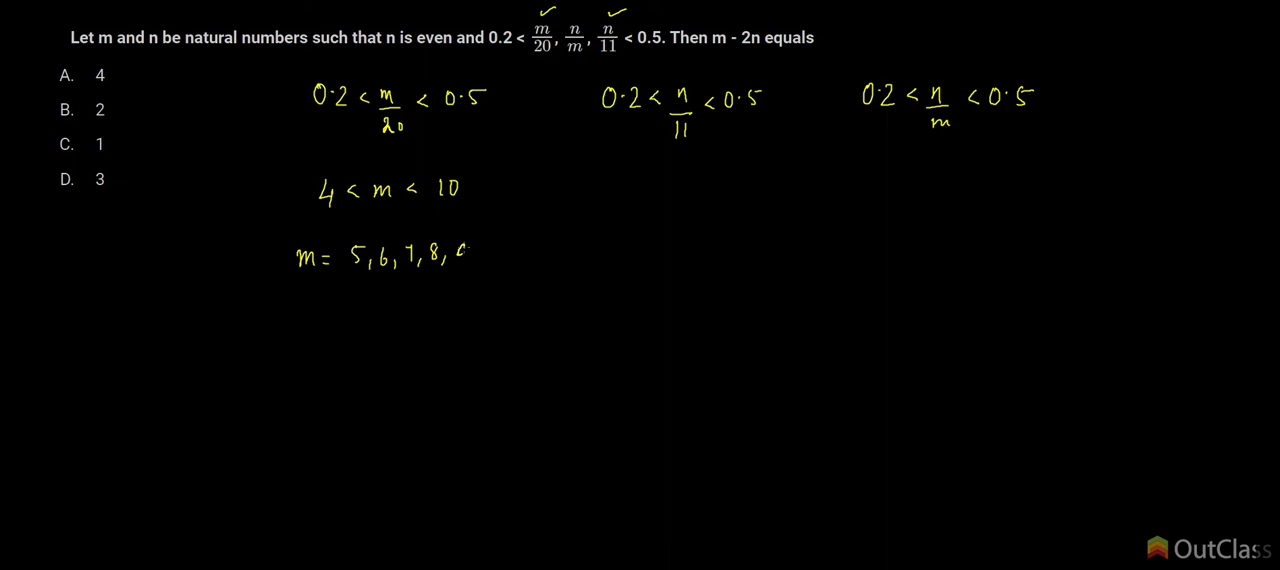 Let m and n be natural numbers such that n is even and 0.2 < m/20, n/m, n/11 < 0.5. Then m - 2n equals
A. 4
B. 2
C. 1
D. 3
0.2 < m/20 < 0.5
0.2 < n/11 < 0.5
0.2 < n/m < 0.5
4 < m < 10
m = 5, 6, 7, 8,
OutClass